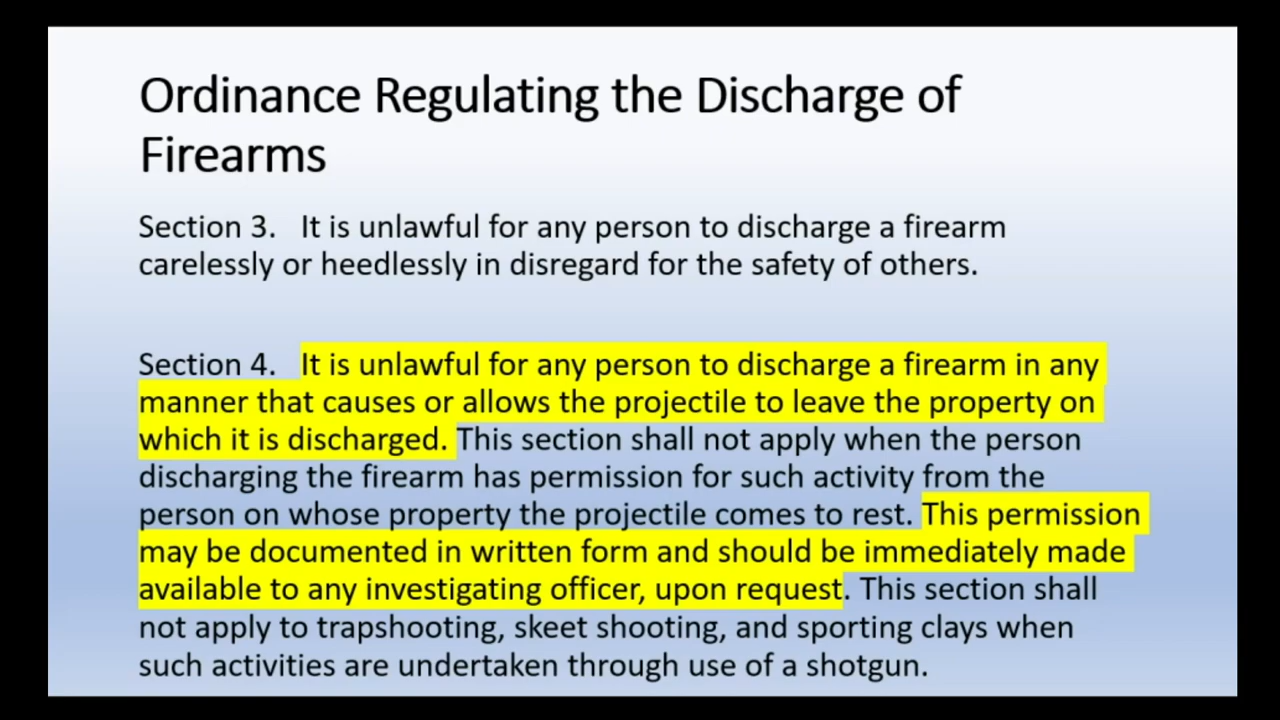 Ordinance Regulating the Discharge of
Firearms
Section 3. It is unlawful for any person to discharge a firearm
carelessly or heedlessly in disregard for the safety of others.
Section 4. It is unlawful for any person to discharge a firearm in any
manner that causes or allows the projectile to leave the property on
which it is discharged. This section shall not apply when the person
discharging the firearm has permission for such activity from the
person on whose property the projectile comes to rest. This permission
may be documented in written form and should be immediately made
available to any investigating officer, upon request. This section shall
not apply to trapshooting, skeet shooting, and sporting clays when
such activities are undertaken through use of a shotgun.